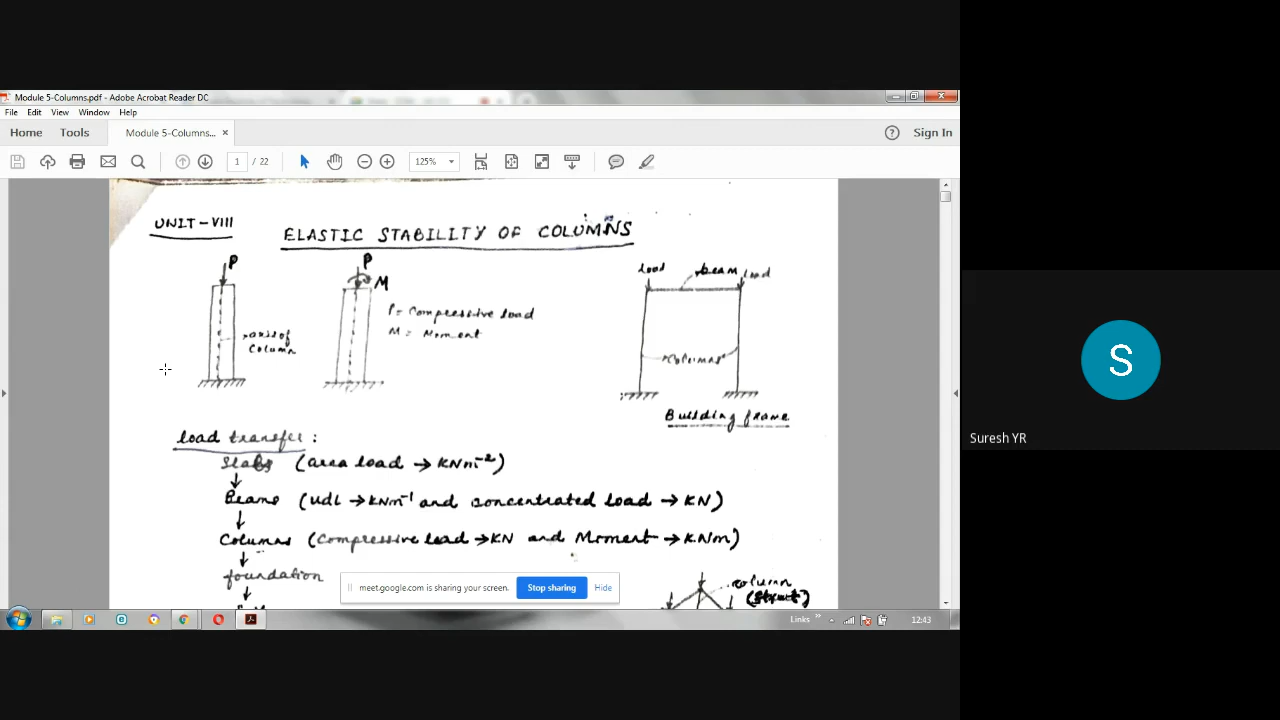 Module 5-Columns.pdf - Adobe Acrobat Reader DC
File Edit View Window Help
Home Tools Module 5-Columns... × Sign In
1 / 22 125%
UNIT-VIII
ELASTIC STABILITY OF COLUMNS
P
P
M
axis of
Column
P = Compressive load
M = Moment
load beam load
Columns
Building frame
load transfer :
Slabs (area load → KNm-2)
↓
Beams (udl → KNm-1 and concentrated load → KN)
↓
Columns (Compressive load → KN and Moment → KNm)
↓
foundation
↓
column
(strut)
meet.google.com is sharing your screen. Stop sharing Hide
Links » 12:43
S
Suresh YR